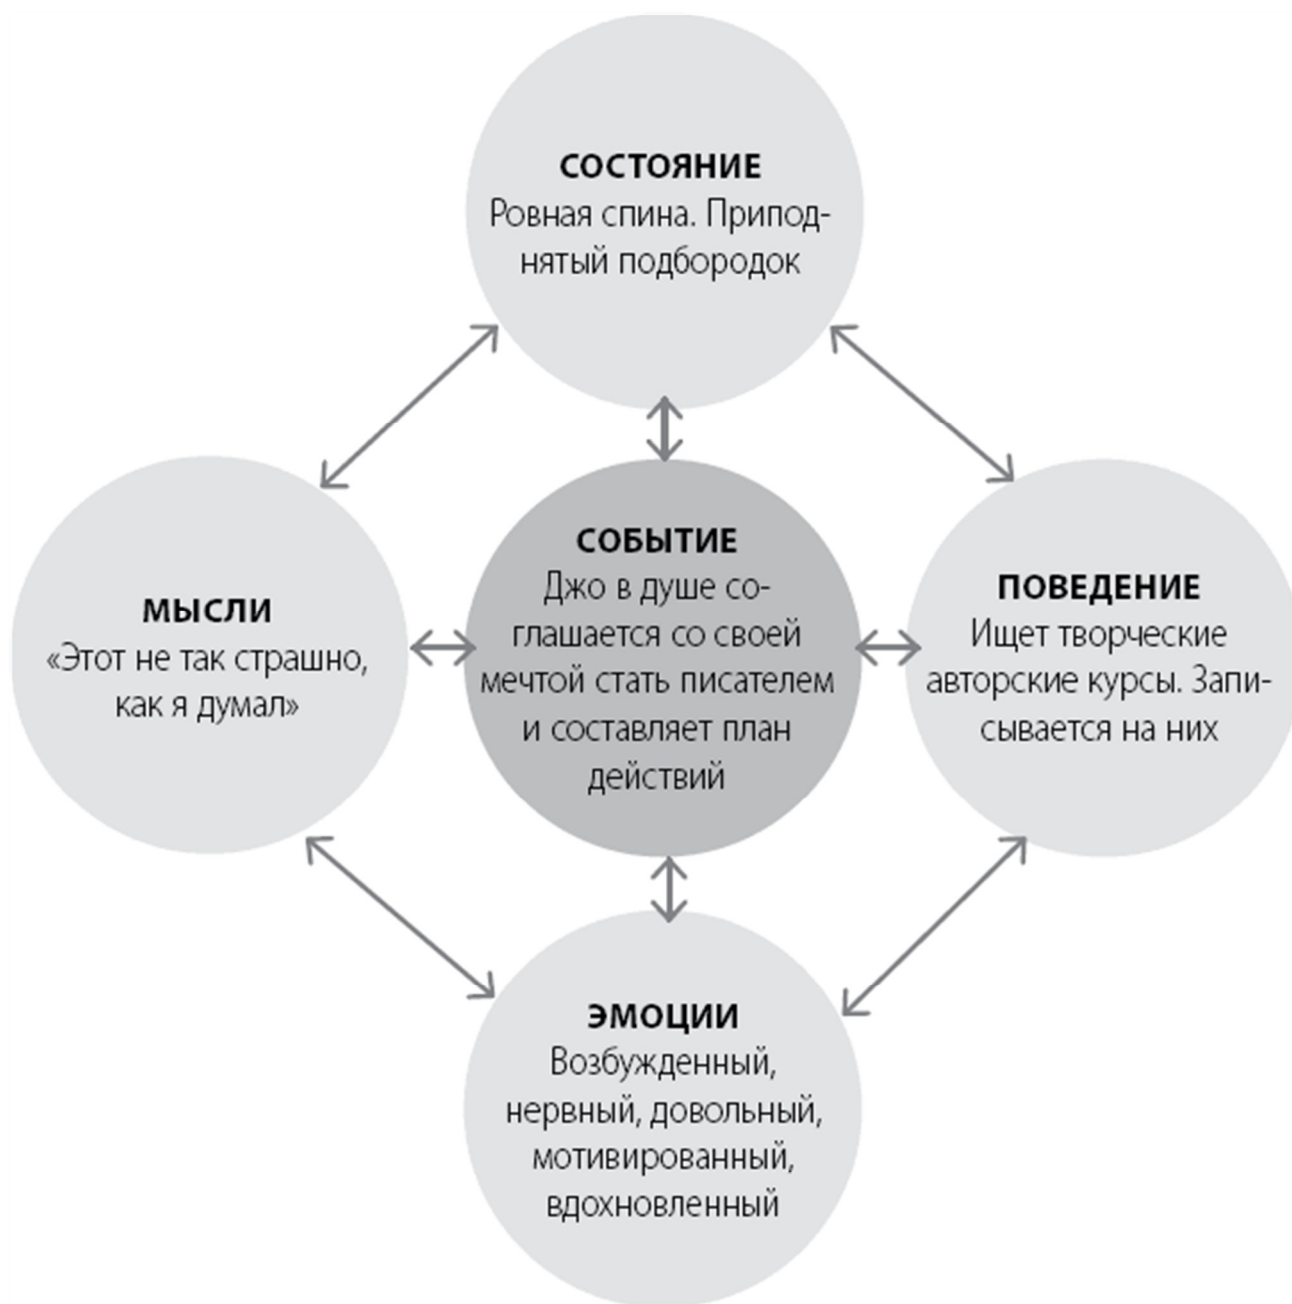 СОСТОЯНИЕ
Ровная спина. Припод-
нятый подбородок
МЫСЛИ
«Этот не так страшно,
как я думал»
СОБЫТИЕ
Джо в душе со-
глашается со своей
мечтой стать писателем
и составляет план
действий
ПОВЕДЕНИЕ
Ищет творческие
авторские курсы. Запи-
сывается на них
ЭМОЦИИ
Возбужденный,
нервный, довольный,
мотивированный,
вдохновленный